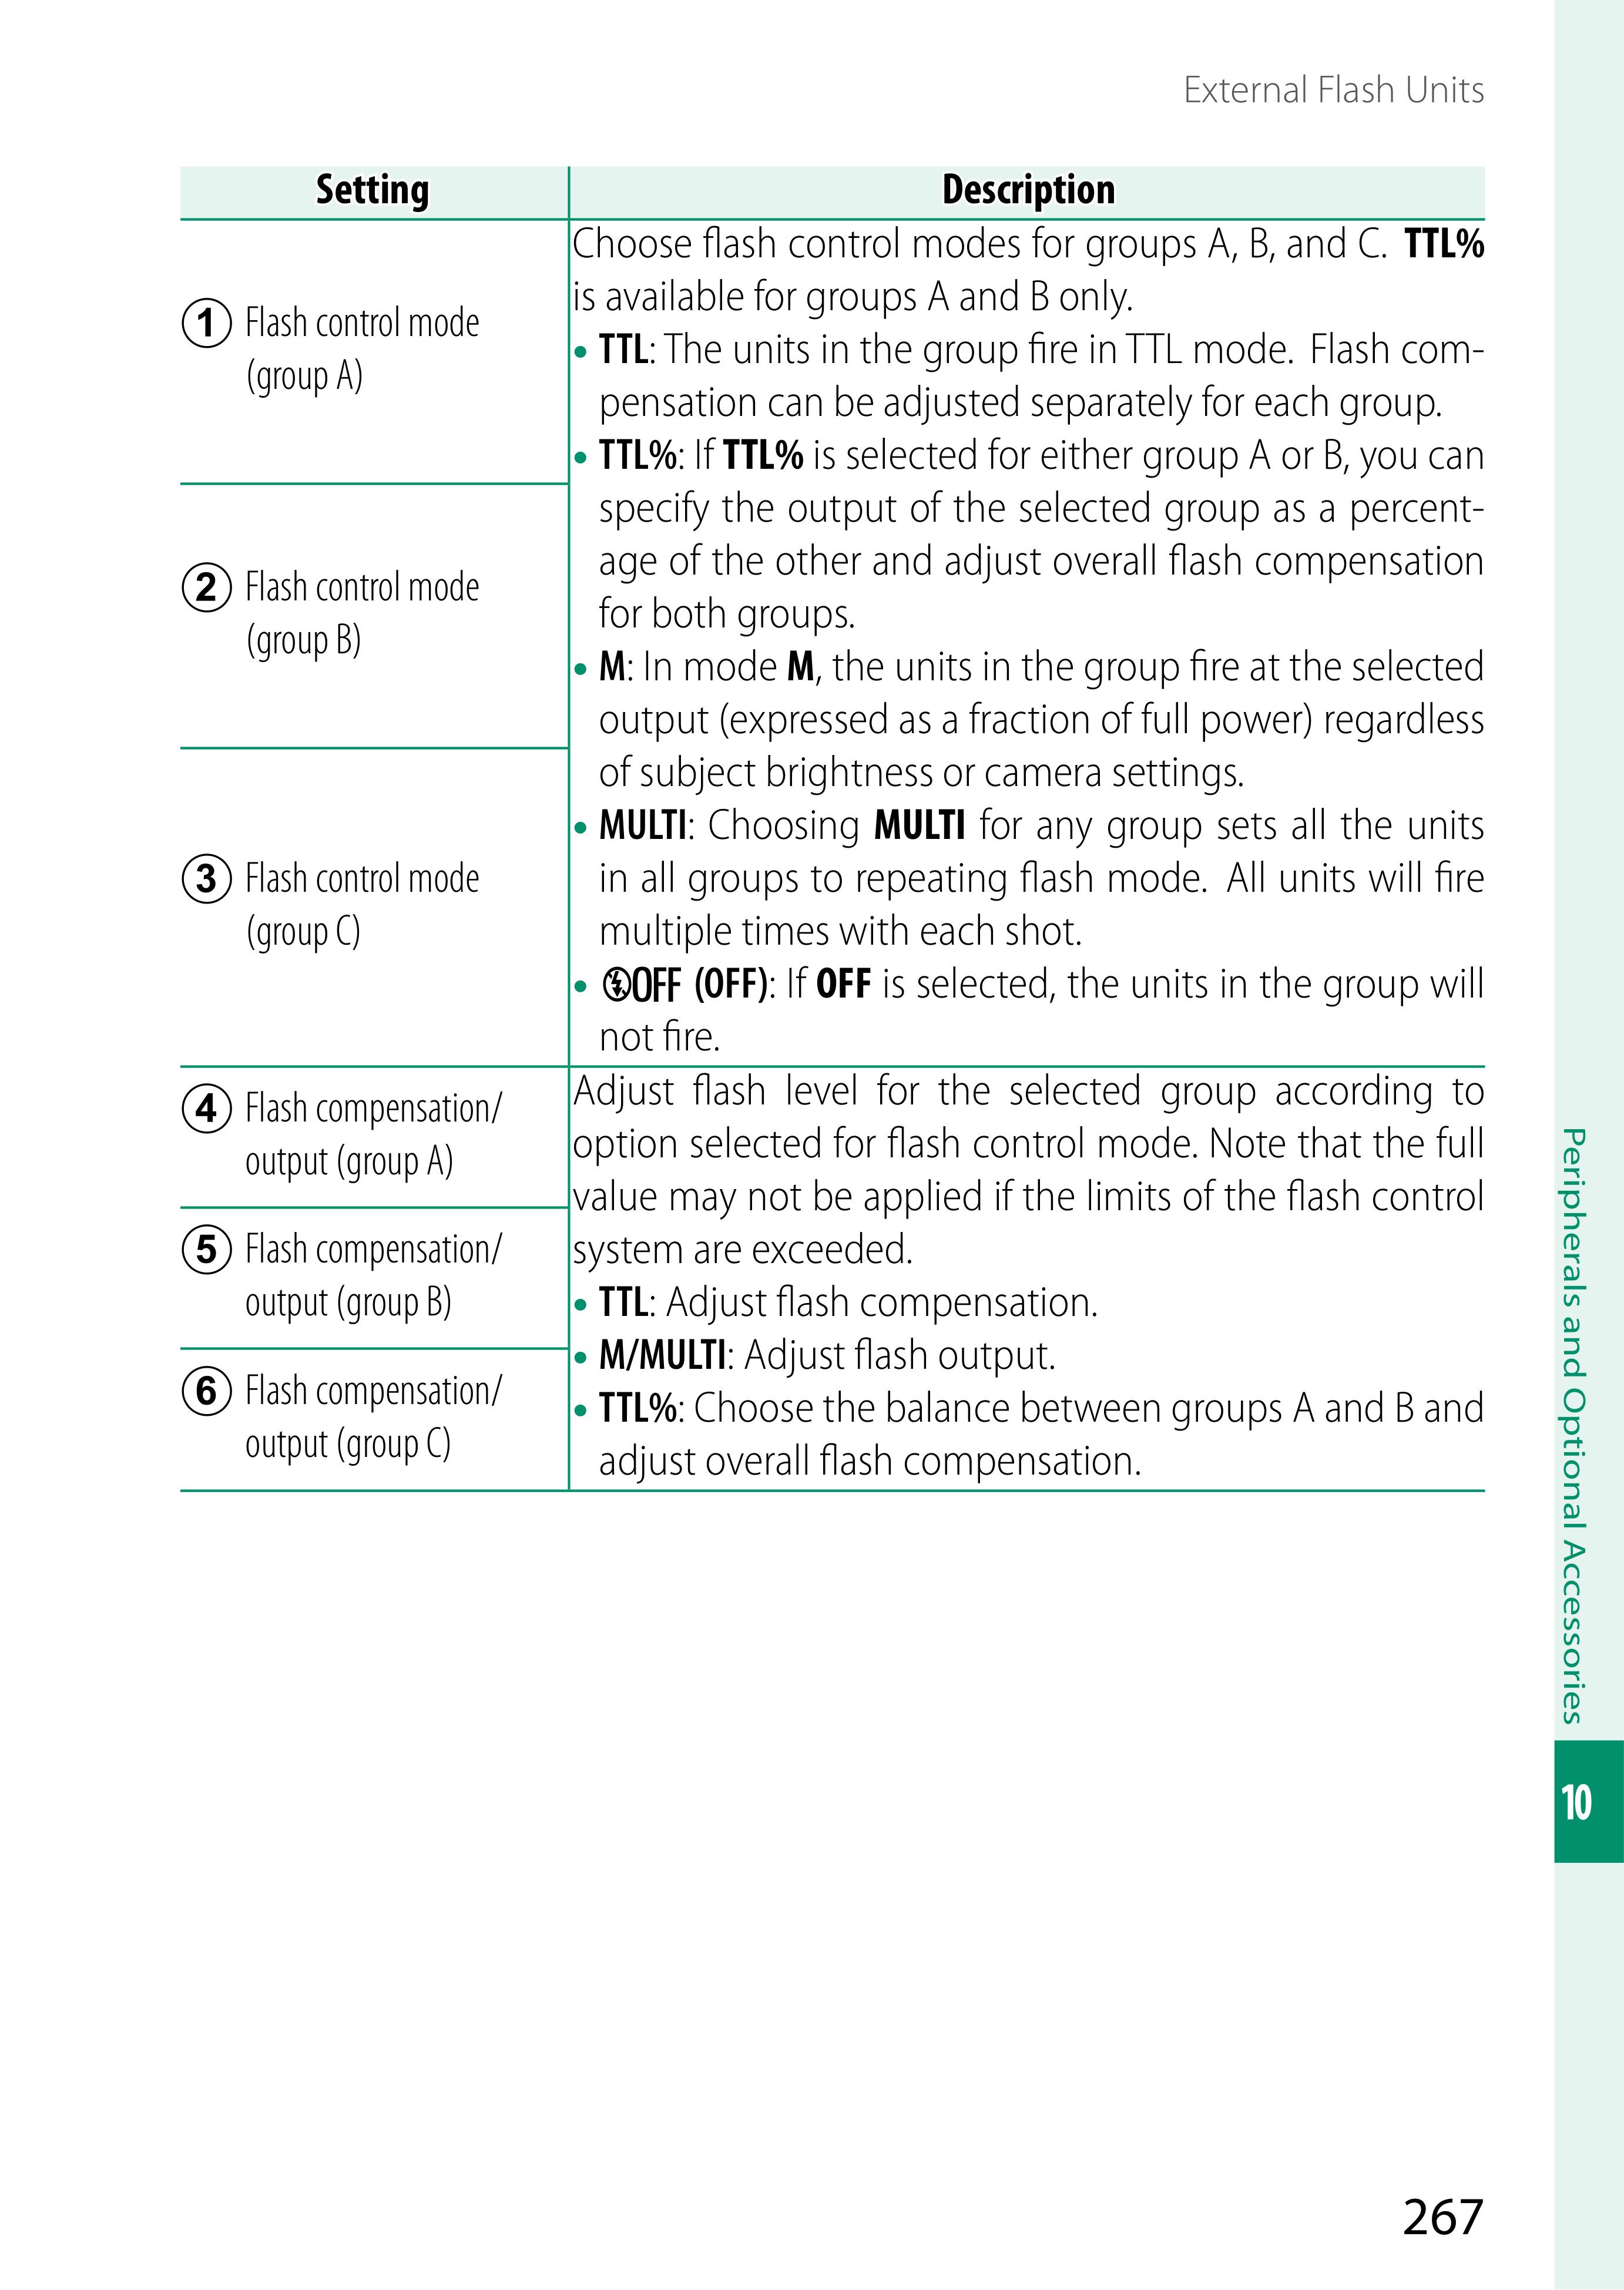 External Flash Units
Setting
Description
① Flash control mode
(group A)
② Flash control mode
(group B)
③ Flash control mode
(group C)
Choose flash control modes for groups A, B, and C. TTL%
is available for groups A and B only.
• TTL: The units in the group fire in TTL mode. Flash com-
pensation can be adjusted separately for each group.
• TTL%: If TTL% is selected for either group A or B, you can
specify the output of the selected group as a percent-
age of the other and adjust overall flash compensation
for both groups.
• M: In mode M, the units in the group fire at the selected
output (expressed as a fraction of full power) regardless
of subject brightness or camera settings.
• MULTI: Choosing MULTI for any group sets all the units
in all groups to repeating flash mode. All units will fire
multiple times with each shot.
• OFF (OFF): If OFF is selected, the units in the group will
not fire.
④ Flash compensation/
output (group A)
⑤ Flash compensation/
output (group B)
⑥ Flash compensation/
output (group C)
Adjust flash level for the selected group according to
option selected for flash control mode. Note that the full
value may not be applied if the limits of the flash control
system are exceeded.
• TTL: Adjust flash compensation.
• M/MULTI: Adjust flash output.
• TTL%: Choose the balance between groups A and B and
adjust overall flash compensation.
Peripherals and Optional Accessories
10
267